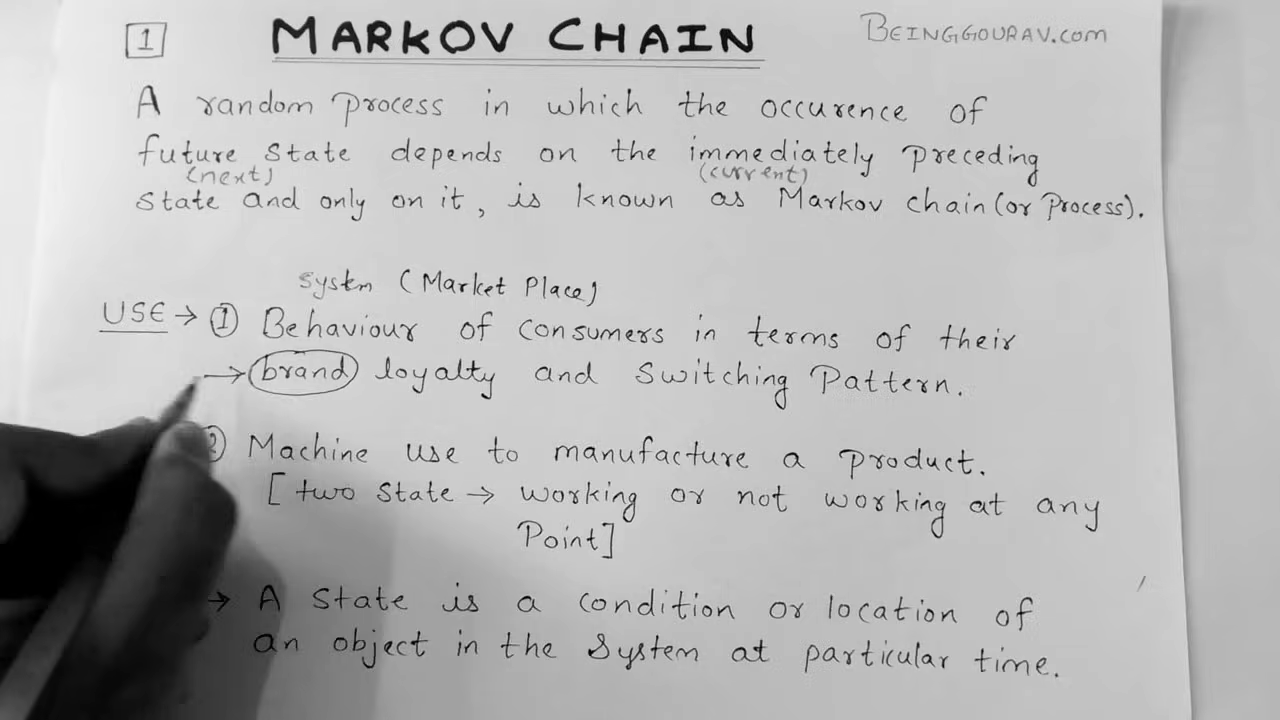 1
MARKOV CHAIN
BEINGGOURAV.com
A random process in which the occurence of
future state depends on the immediately preceding
(next) (current)
state and only on it, is known as Markov chain (or Process).
system (Market Place)
USE → ① Behaviour of consumers in terms of their
→ brand loyalty and switching Pattern.
② Machine use to manufacture a product.
[two state → working or not working at any
Point]
→ A state is a condition or location of
an object in the system at particular time.